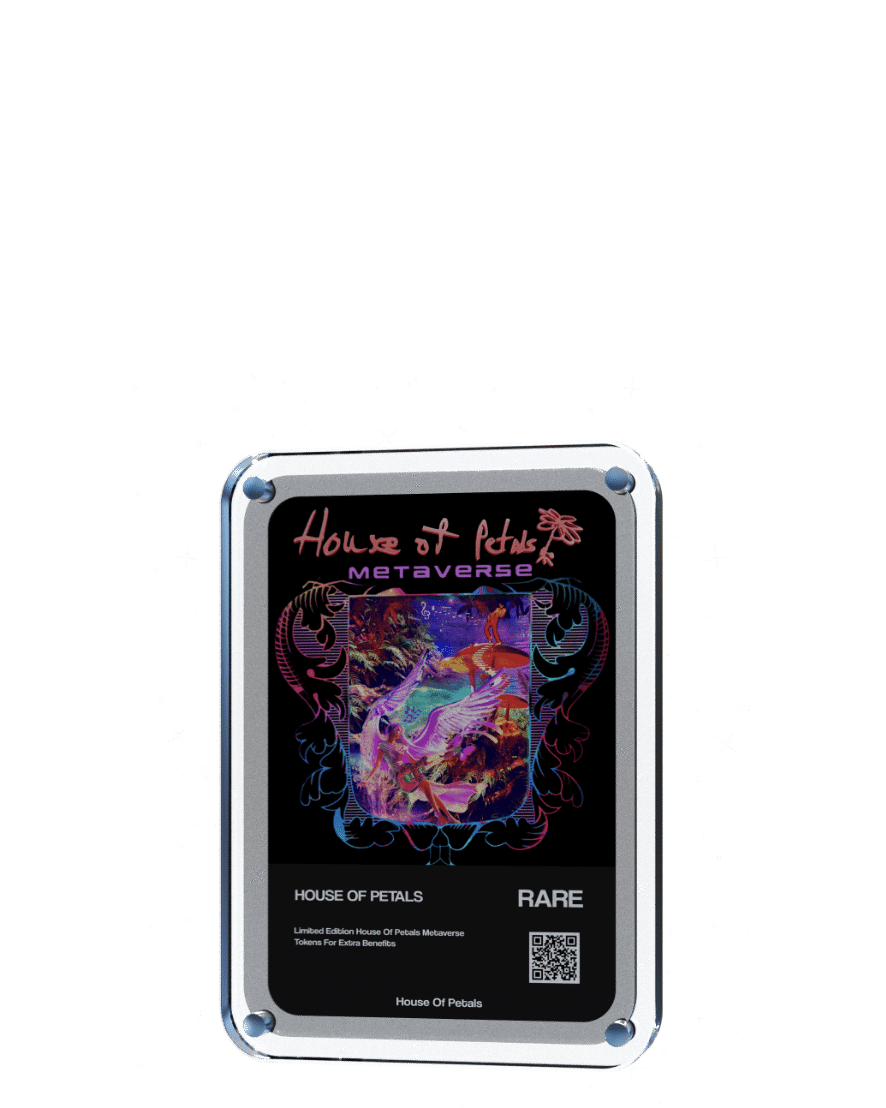 House of Petals
METAVERSE
HOUSE OF PETALS
RARE
Limited Edition House Of Petals Metaverse
Tokens For Extra Benefits
House Of Petals